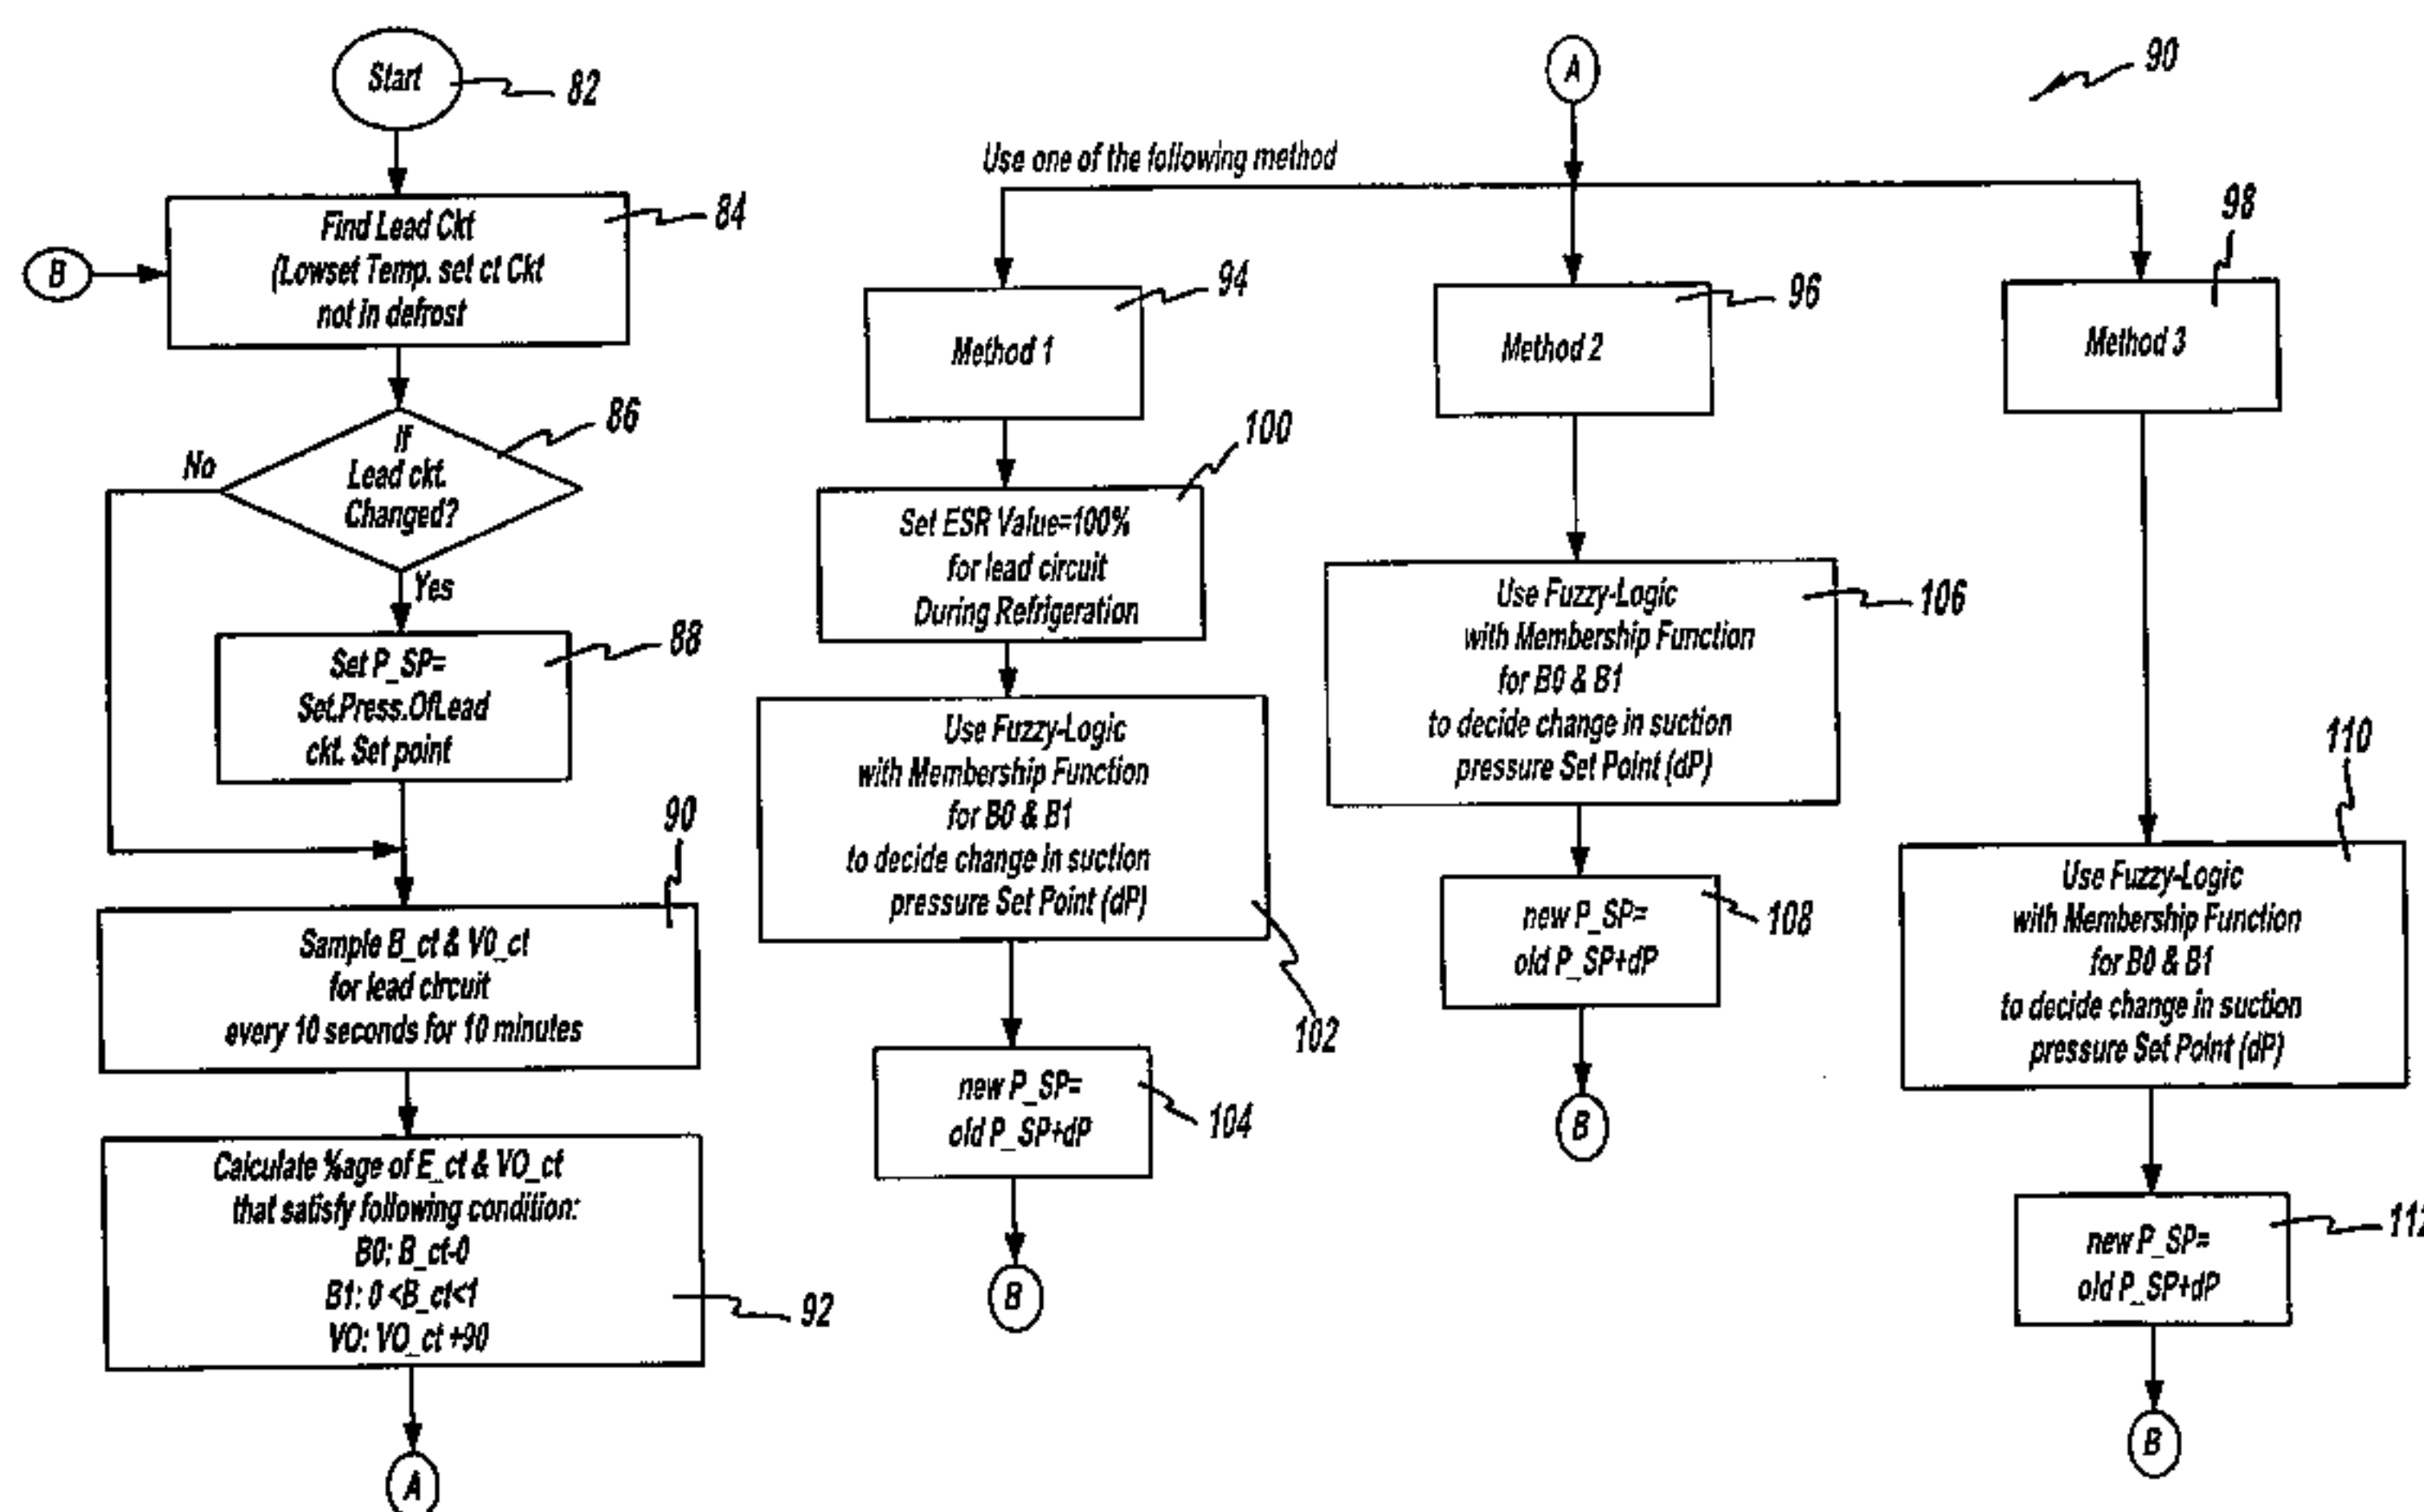 Start
82
Find Lead Ckt
(Lowset Temp. set ct Ckt
not in defrost
84
B
If
Lead ckt.
Changed?
86
No
Yes
Set P_SP=
Set.Press.OfLead
ckt. Set point
88
90
Sample B_ct & V0_ct
for lead circuit
every 10 seconds for 10 minutes
Calculate %age of E_ct & VO_ct
that satisfy following condition:
B0: B_ct-0
B1: 0 <B_ct<1
VO: VO_ct +90
92
A
A
90
Use one of the following method
Method 1
94
Set ESR Value=100%
for lead circuit
During Refrigeration
100
Use Fuzzy-Logic
with Membership Function
for B0 & B1
to decide change in suction
pressure Set Point (dP)
102
new P_SP=
old P_SP+dP
104
B
Method 2
96
Use Fuzzy-Logic
with Membership Function
for B0 & B1
to decide change in suction
pressure Set Point (dP)
106
new P_SP=
old P_SP+dP
108
B
Method 3
98
Use Fuzzy-Logic
with Membership Function
for B0 & B1
to decide change in suction
pressure Set Point (dP)
110
new P_SP=
old P_SP+dP
112
B